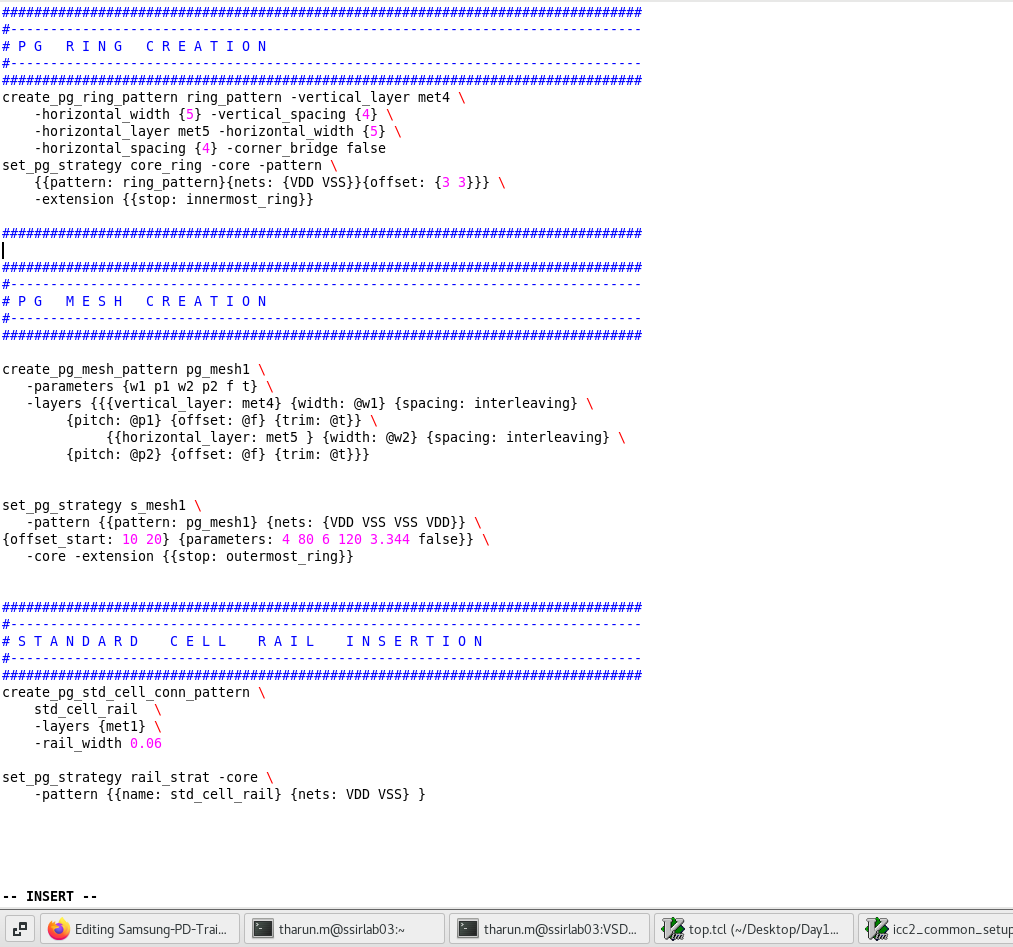 ################################################################################
#-------------------------------------------------------------------------------
# P G   R I N G   C R E A T I O N
#-------------------------------------------------------------------------------
################################################################################
create_pg_ring_pattern ring_pattern -vertical_layer met4 \
    -horizontal_width {5} -vertical_spacing {4} \
    -horizontal_layer met5 -horizontal_width {5} \
    -horizontal_spacing {4} -corner_bridge false
set_pg_strategy core_ring -core -pattern \
    {{pattern: ring_pattern}{nets: {VDD VSS}}{offset: {3 3}}} \
    -extension {{stop: innermost_ring}}
################################################################################
################################################################################
#-------------------------------------------------------------------------------
# P G   M E S H   C R E A T I O N
#-------------------------------------------------------------------------------
################################################################################
create_pg_mesh_pattern pg_mesh1 \
   -parameters {w1 p1 w2 p2 f t} \
   -layers {{{vertical_layer: met4} {width: @w1} {spacing: interleaving} \
        {pitch: @p1} {offset: @f} {trim: @t}} \
             {{horizontal_layer: met5 } {width: @w2} {spacing: interleaving} \
        {pitch: @p2} {offset: @f} {trim: @t}}}
set_pg_strategy s_mesh1 \
   -pattern {{pattern: pg_mesh1} {nets: {VDD VSS VSS VDD}} \
{offset_start: 10 20} {parameters: 4 80 6 120 3.344 false}} \
   -core -extension {{stop: outermost_ring}}
################################################################################
#-------------------------------------------------------------------------------
# S T A N D A R D    C E L L    R A I L    I N S E R T I O N
#-------------------------------------------------------------------------------
################################################################################
create_pg_std_cell_conn_pattern \
    std_cell_rail  \
    -layers {met1} \
    -rail_width 0.06
set_pg_strategy rail_strat -core \
    -pattern {{name: std_cell_rail} {nets: VDD VSS} }
-- INSERT --
Editing Samsung-PD-Trai... tharun.m@ssirlab03:~ tharun.m@ssirlab03:VSD... top.tcl (~/Desktop/Day1... icc2_common_setup